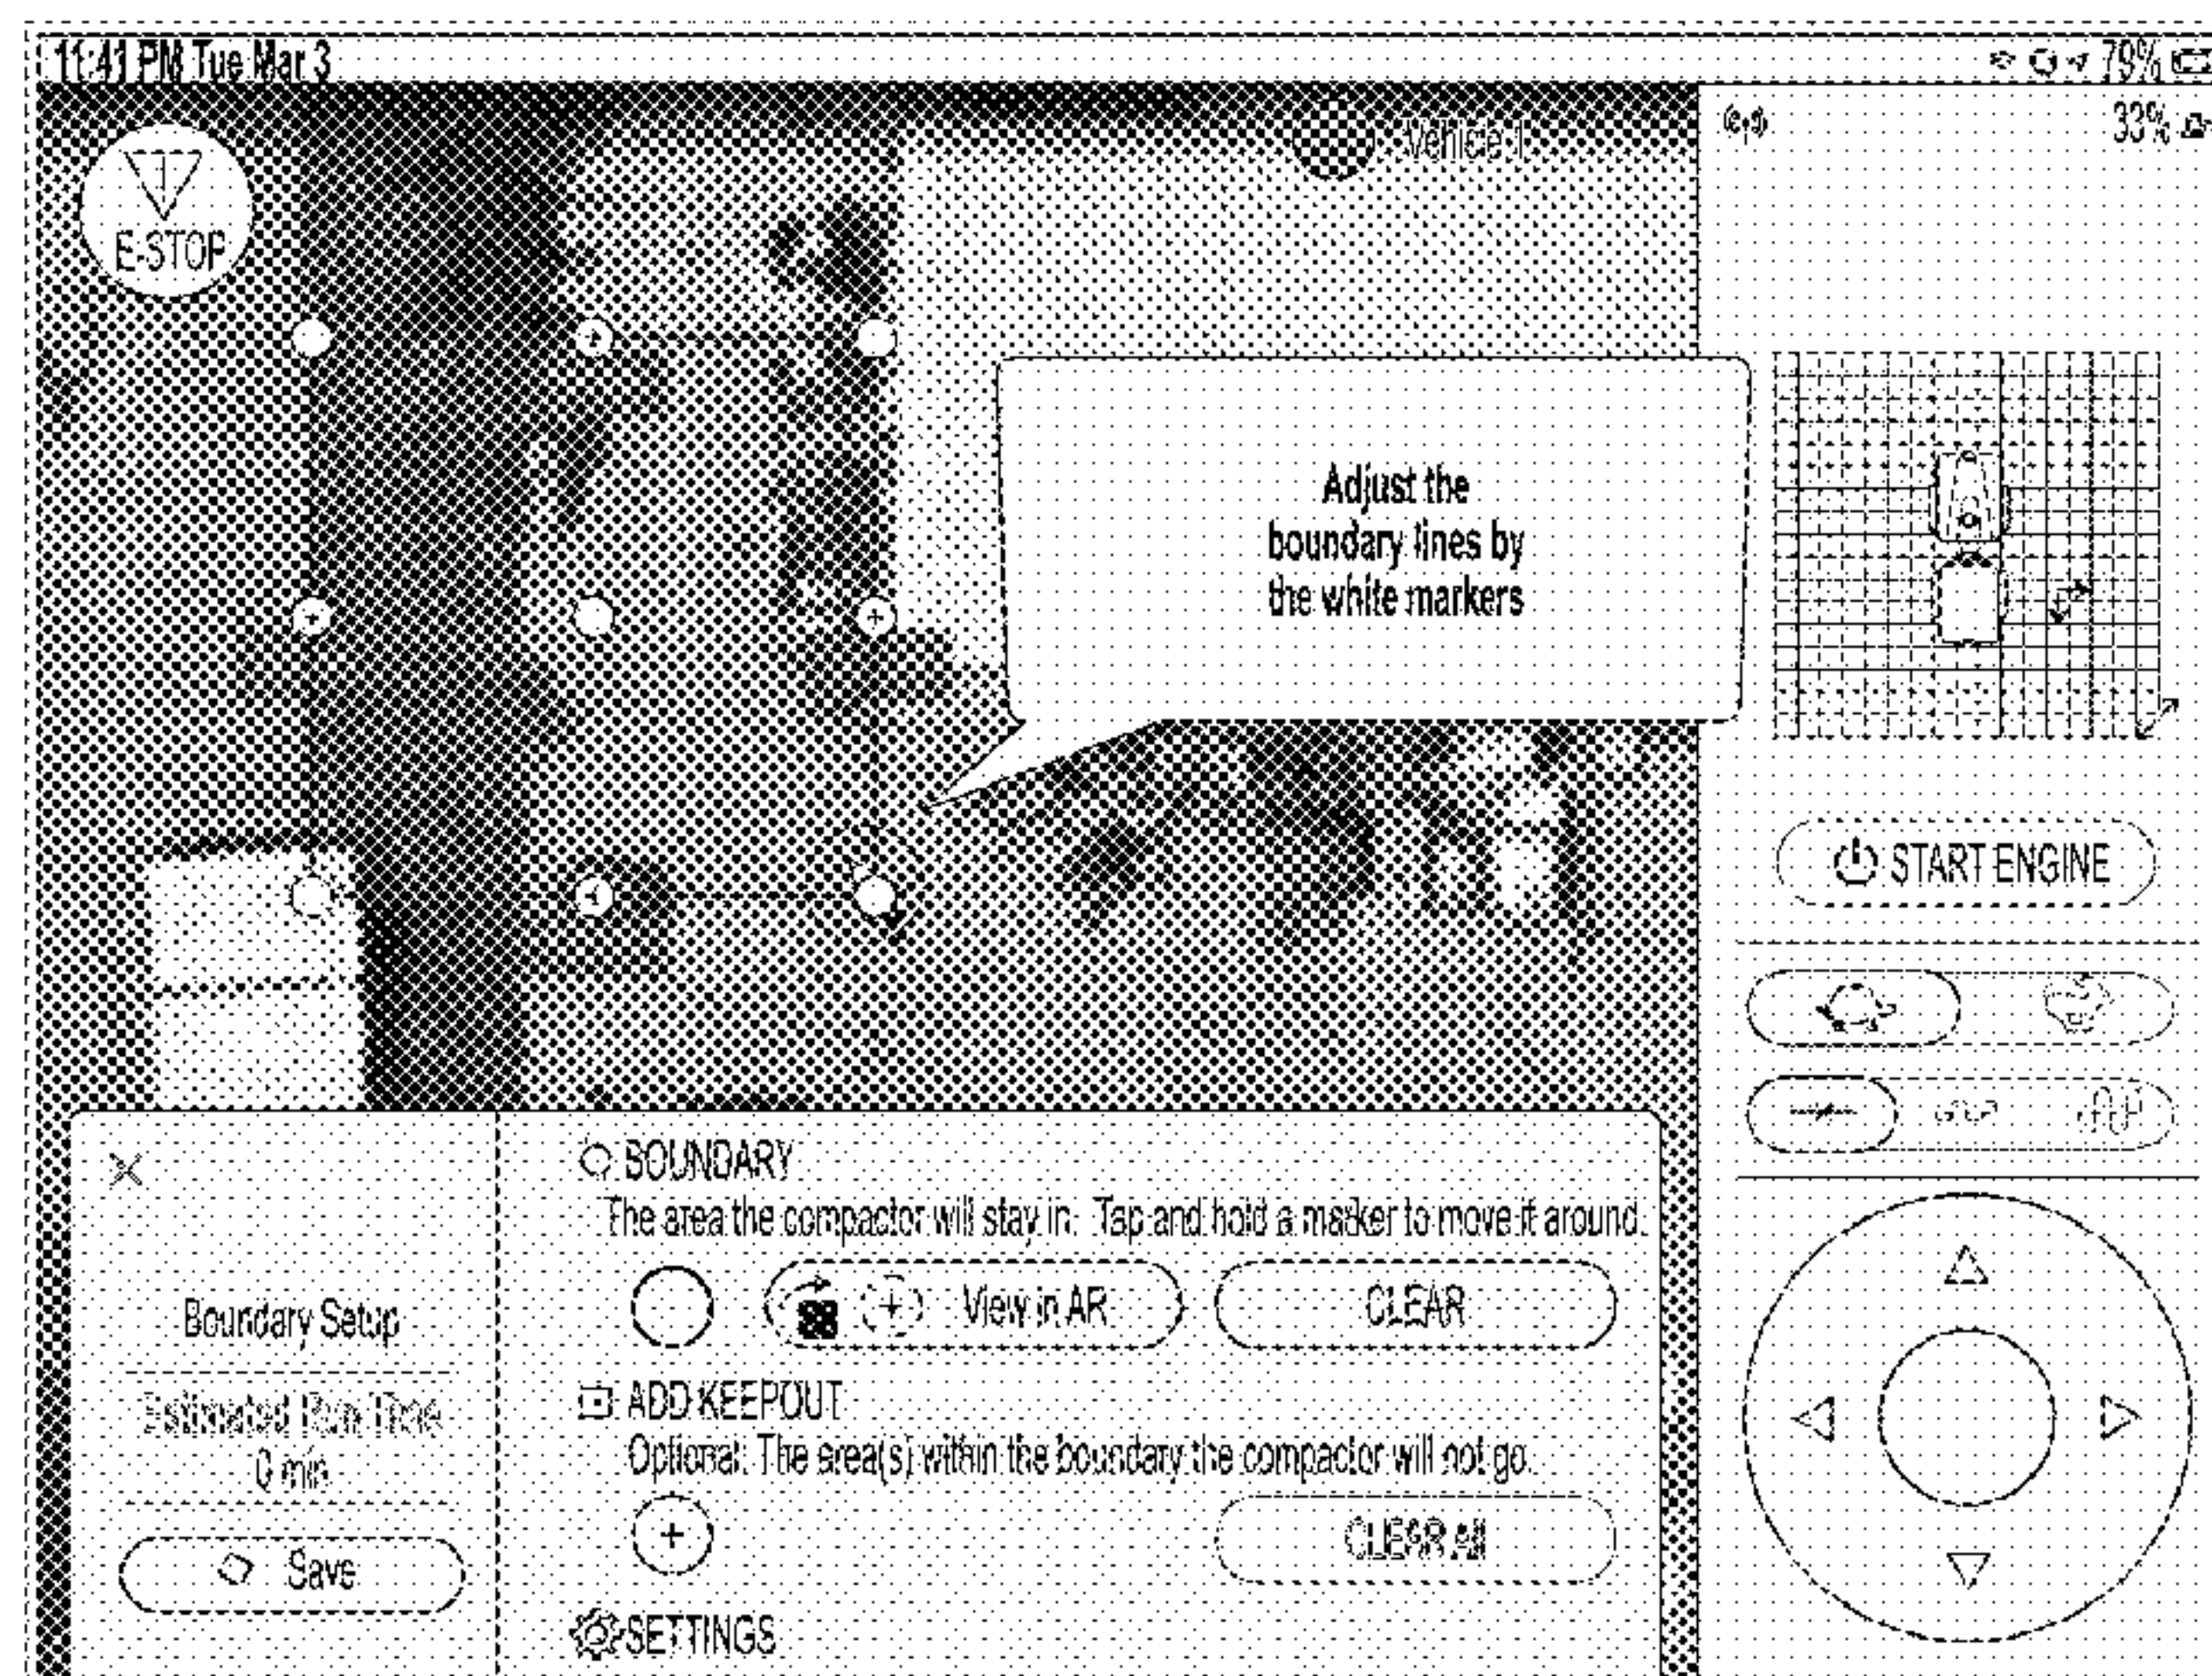 11:41 PM Tue Mar 3
79%
Vehicle 1
33%
E-STOP
Adjust the
boundary lines by
the white markers
START ENGINE
BOUNDARY
The area the compactor will stay in. Tap and hold a marker to move it around.
View in AR
CLEAR
Boundary Setup
ADD KEEPOUT
Estimated Run Time
0 min
Optional: The area(s) within the boundary the compactor will not go.
CLEAR All
Save
SETTINGS